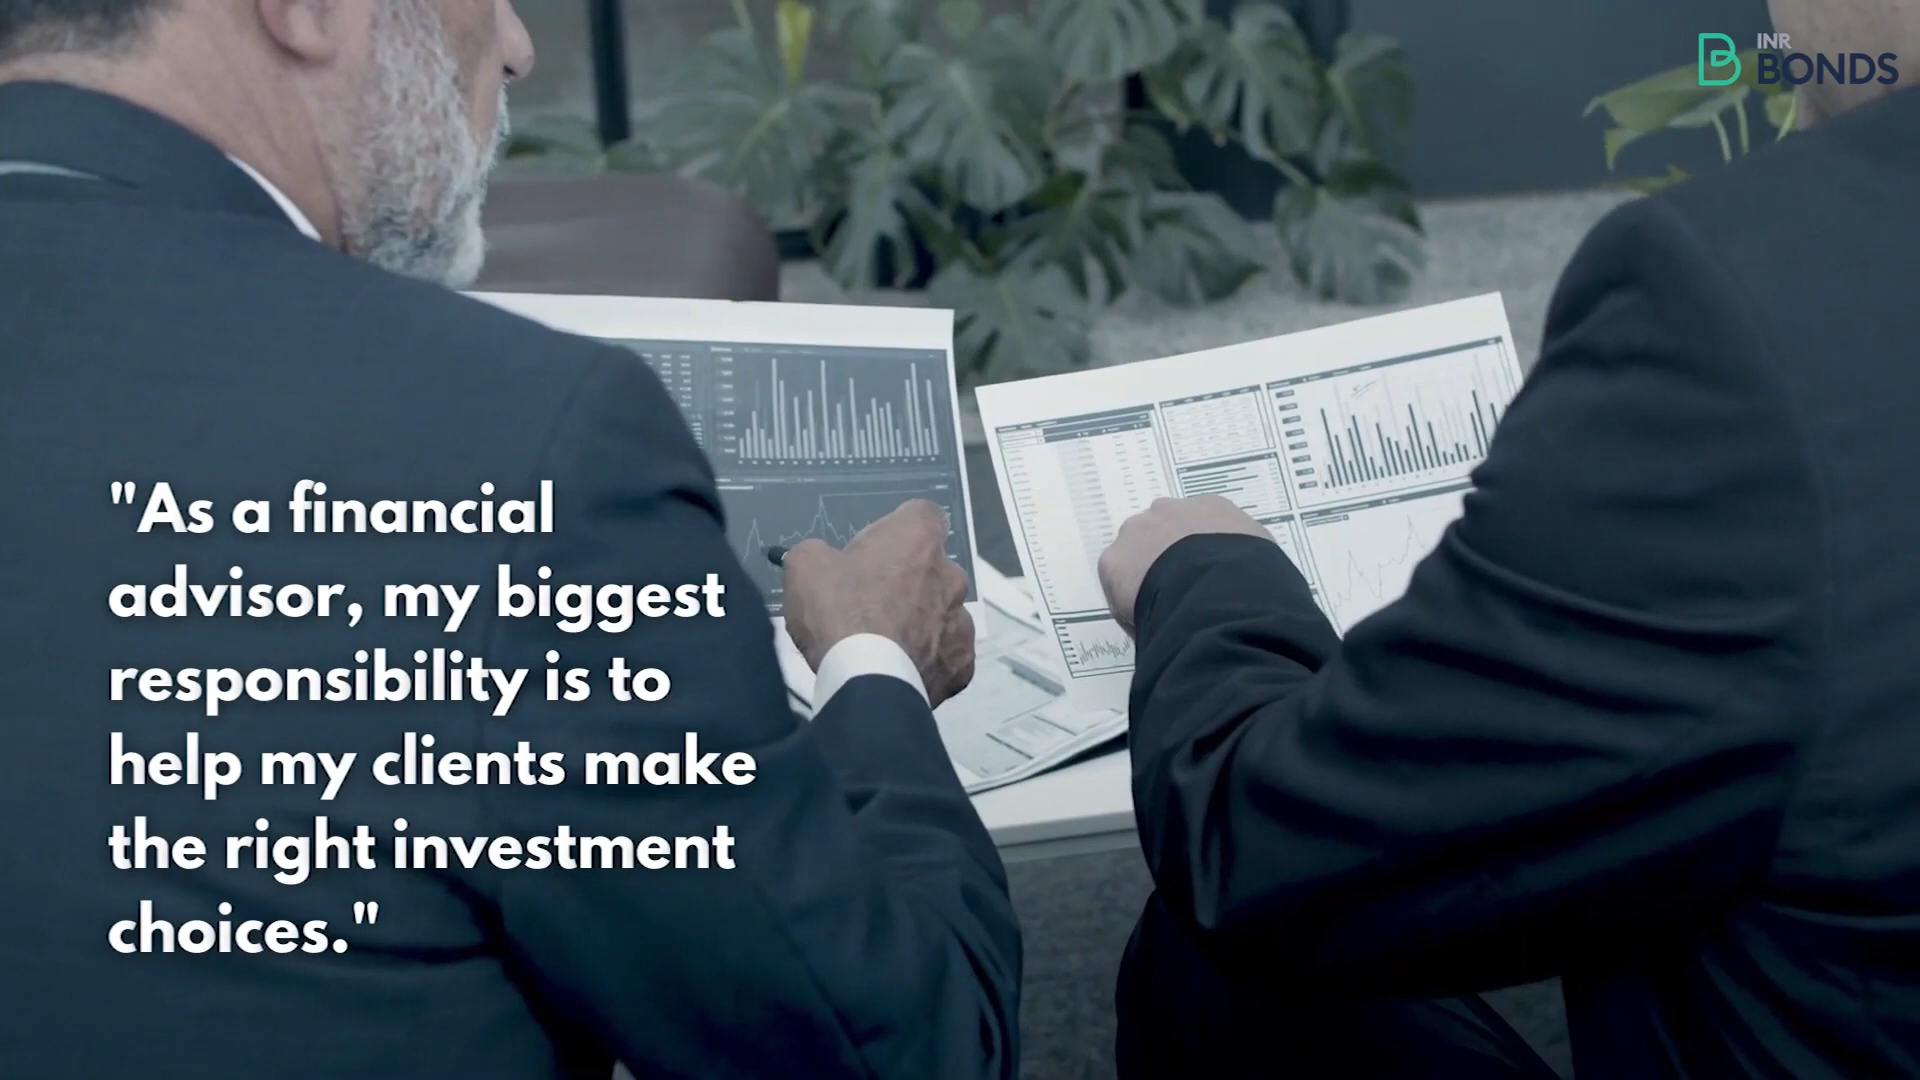 INR
BONDS
"As a financial
advisor, my biggest
responsibility is to
help my clients make
the right investment
choices."